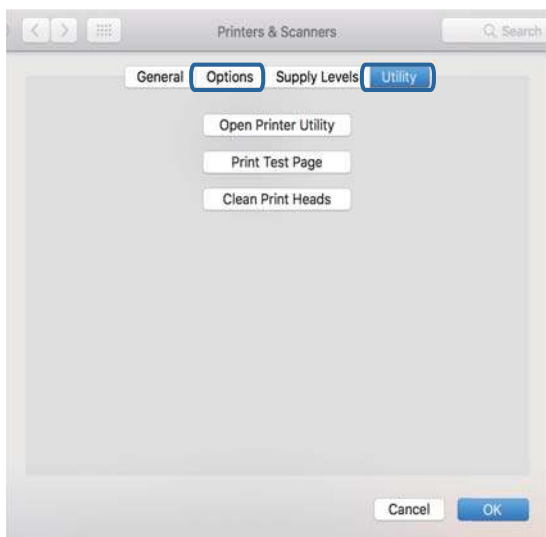 Printers & Scanners Search
General Options Supply Levels Utility
Open Printer Utility
Print Test Page
Clean Print Heads
Cancel OK